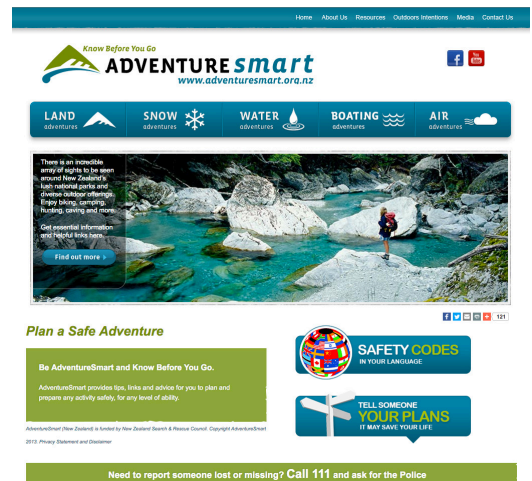 Home About Us Resources Outdoors Intentions Media Contact Us
Know Before You Go
ADVENTURE smart
www.adventuresmart.org.nz
f You Tube
LAND SNOW WATER BOATING AIR
adventures adventures adventures adventures adventures
There is an incredible
array of sights to be seen
around New Zealand's
lush national parks and
diverse outdoor offerings.
Enjoy biking, camping,
hunting, caving and more.
Get essential information
and helpful links here.
Find out more ›
121
Plan a Safe Adventure
Be AdventureSmart and Know Before You Go.
AdventureSmart provides tips, links and advice for you to plan and
prepare any activity safely, for any level of ability.
AdventureSmart (New Zealand) is funded by New Zealand Search & Rescue Council. Copyright AdventureSmart
2013. Privacy Statement and Disclaimer
SAFETY CODES
IN YOUR LANGUAGE
TELL SOMEONE
YOUR PLANS
IT MAY SAVE YOUR LIFE
Need to report someone lost or missing? Call 111 and ask for the Police